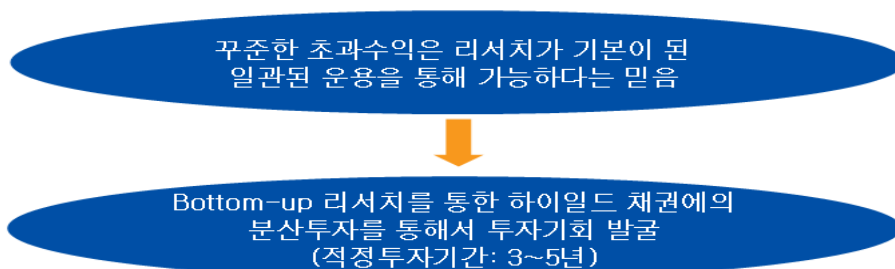 꾸준한 초과수익은 리서치가 기본이 된
일관된 운용을 통해 가능하다는 믿음
Bottom-up 리서치를 통한 하이일드 채권에의
분산투자를 통해서 투자기회 발굴
(적정투자기간: 3~5년)